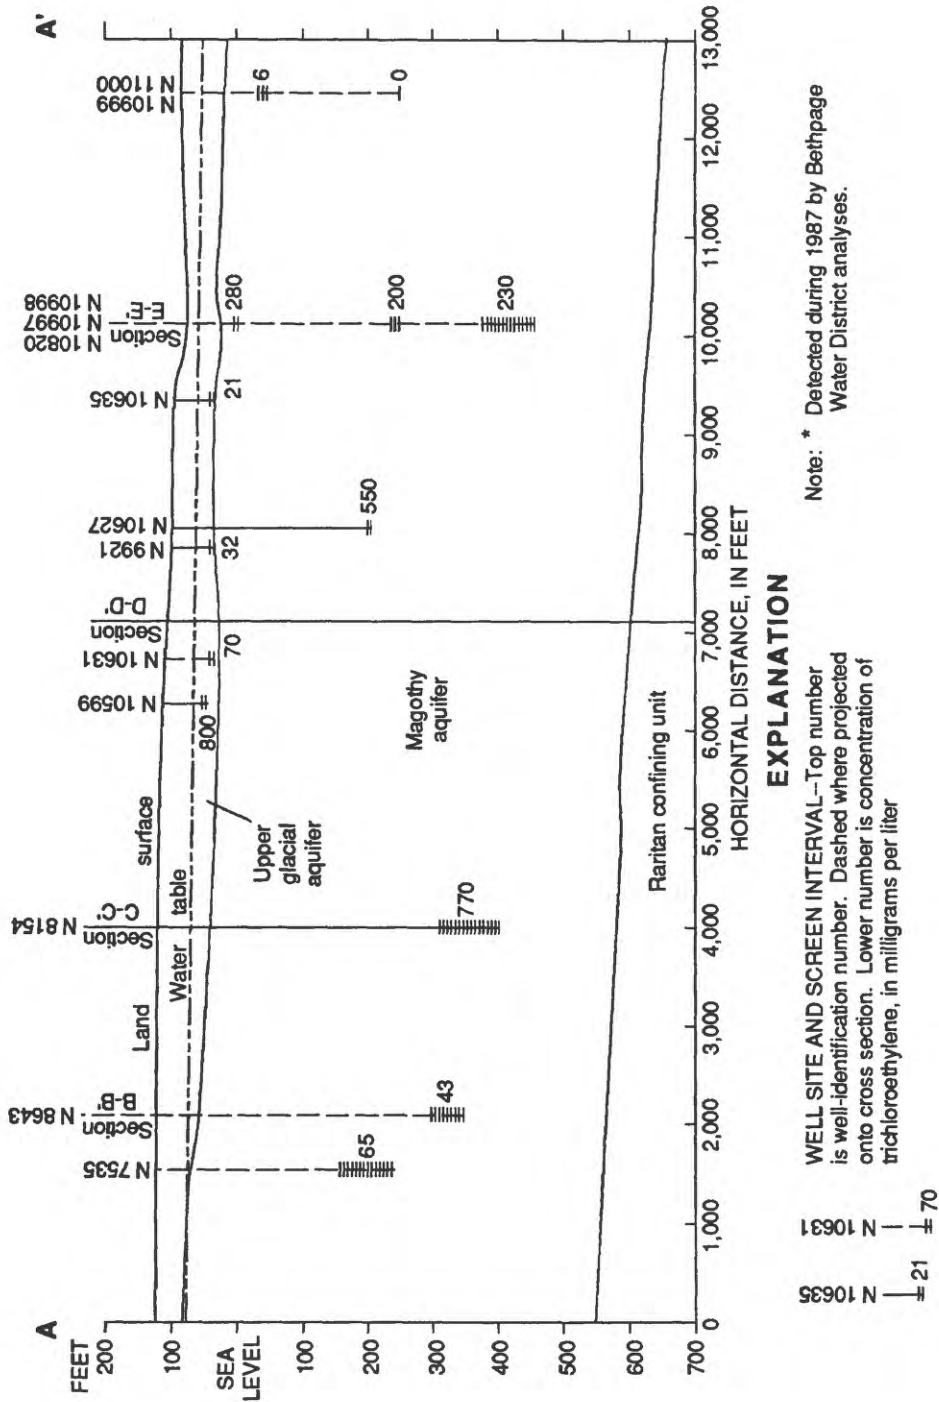 A
A'
FEET
200
100
SEA
LEVEL
100
200
300
400
500
600
700
N 7535
N 8643
Section
B-B'
N 8154
Section
C-C'
N 10599
N 10631
Section
D-D'
N 9921
N 10627
N 10635
N 10820
N 10997
N 10998
Section
E-E'
N 10999
N 11000
Land
surface
Water
table
Upper
glacial
aquifer
Magothy
aquifer
Raritan confining unit
65
43
770
800
70
32
550
21
280
200
230
6
0
0
1,000
2,000
3,000
4,000
5,000
6,000
7,000
8,000
9,000
10,000
11,000
12,000
13,000
HORIZONTAL DISTANCE, IN FEET
EXPLANATION
N 10635
21
N 10631
70
WELL SITE AND SCREEN INTERVAL--Top number
is well-identification number. Dashed where projected
onto cross section. Lower number is concentration of
trichloroethylene, in milligrams per liter
Note: * Detected during 1987 by Bethpage
Water District analyses.